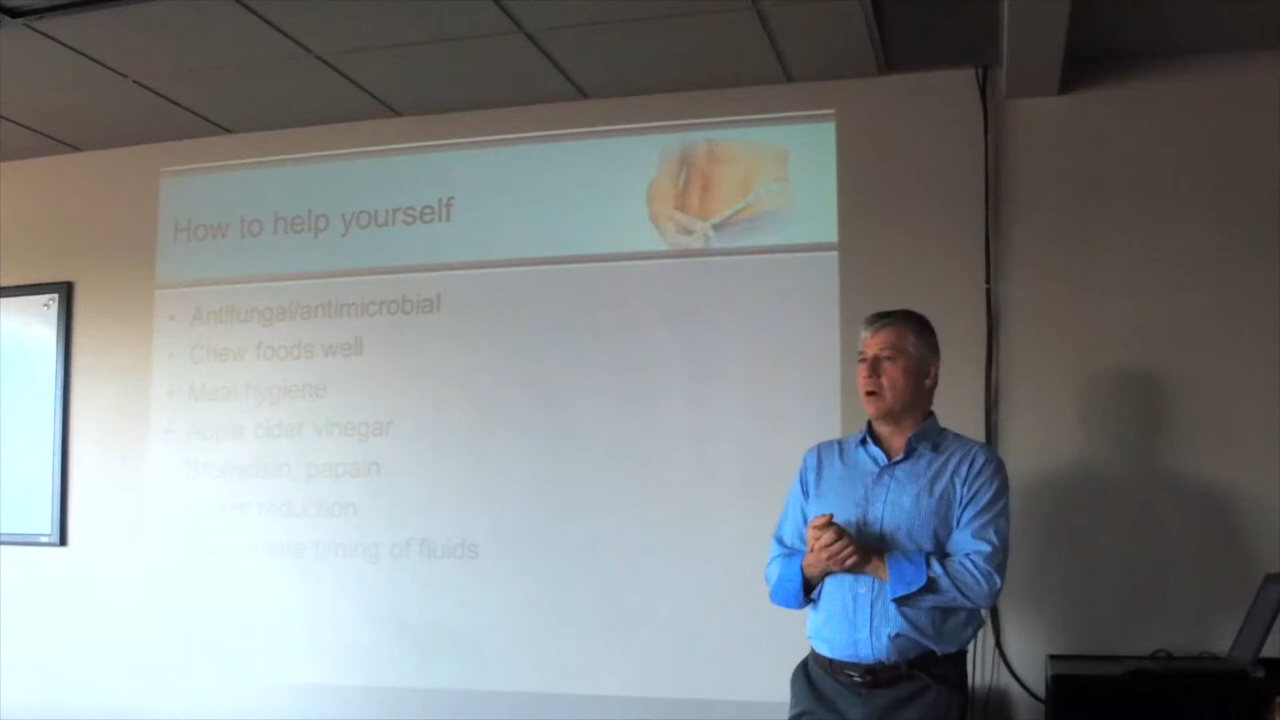 How to help yourself
• Antifungal/antimicrobial
• Chew foods well
• Meal hygiene
• Apple cider vinegar
Bromelain, papain
reduction
timing of fluids